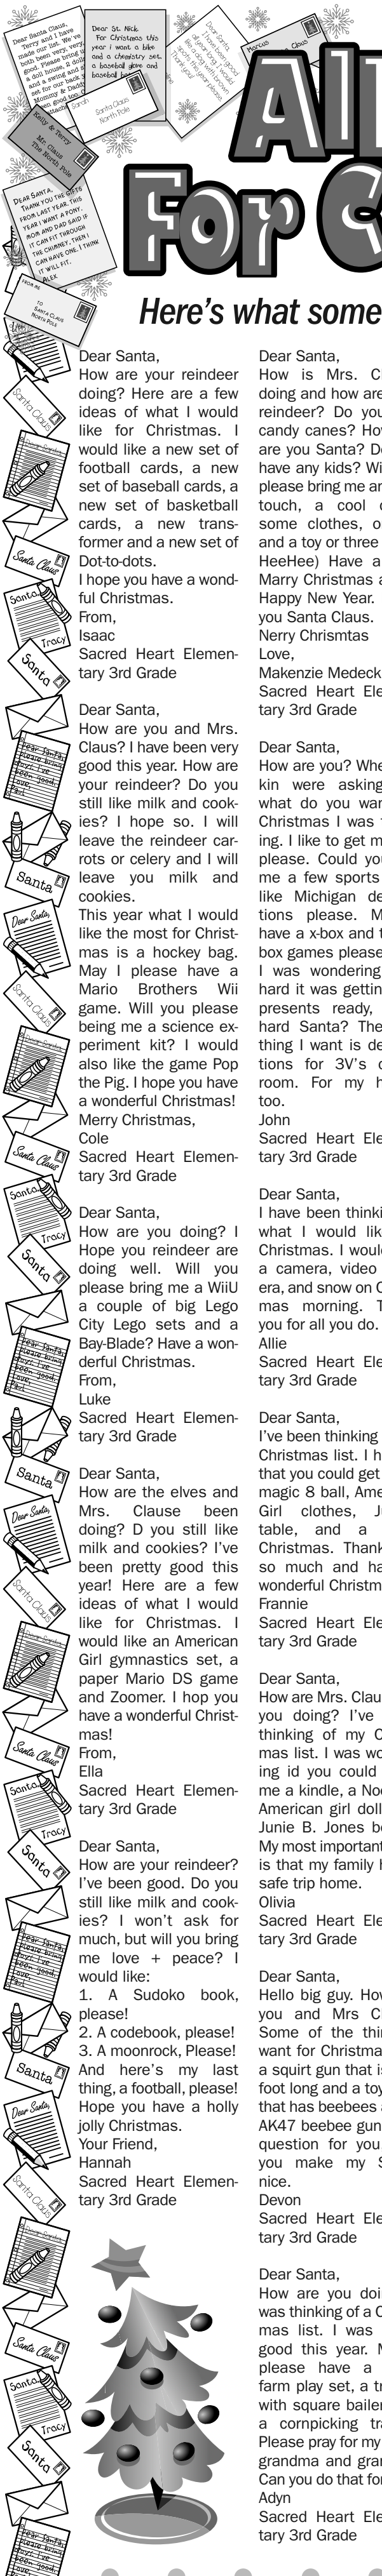 All
For C
Here's what some
Dear Santa,
How are your reindeer
doing? Here are a few
ideas of what I would
like for Christmas. I
would like a new set of
football cards, a new
set of baseball cards, a
new set of basketball
cards, a new trans-
former and a new set of
Dot-to-dots.
I hope you have a wond-
ful Christmas.
From,
Isaac
Sacred Heart Elemen-
tary 3rd Grade
Dear Santa,
How are you and Mrs.
Claus? I have been very
good this year. How are
your reindeer? Do you
still like milk and cook-
ies? I hope so. I will
leave the reindeer car-
rots or celery and I will
leave you milk and
cookies.
This year what I would
like the most for Christ-
mas is a hockey bag.
May I please have a
Mario Brothers Wii
game. Will you please
being me a science ex-
periment kit? I would
also like the game Pop
the Pig. I hope you have
a wonderful Christmas!
Merry Christmas,
Cole
Sacred Heart Elemen-
tary 3rd Grade
Dear Santa,
How are you doing? I
Hope you reindeer are
doing well. Will you
please bring me a WiiU
a couple of big Lego
City Lego sets and a
Bay-Blade? Have a won-
derful Christmas.
From,
Luke
Sacred Heart Elemen-
tary 3rd Grade
Dear Santa,
How are the elves and
Mrs. Clause been
doing? D you still like
milk and cookies? I've
been pretty good this
year! Here are a few
ideas of what I would
like for Christmas. I
would like an American
Girl gymnastics set, a
paper Mario DS game
and Zoomer. I hop you
have a wonderful Christ-
mas!
From,
Ella
Sacred Heart Elemen-
tary 3rd Grade
Dear Santa,
How are your reindeer?
I've been good. Do you
still like milk and cook-
ies? I won't ask for
much, but will you bring
me love + peace? I
would like:
1. A Sudoko book,
please!
2. A codebook, please!
3. A moonrock, Please!
And here's my last
thing, a football, please!
Hope you have a holly
jolly Christmas.
Your Friend,
Hannah
Sacred Heart Elemen-
tary 3rd Grade
Dear Santa,
How is Mrs. C
doing and how are
reindeer? Do you
candy canes? How
are you Santa? Do
have any kids? Wi
please bring me an
touch, a cool
some clothes, o
and a toy or three
HeeHee) Have a
Marry Christmas a
Happy New Year.
you Santa Claus.
Nerry Chrismtas
Love,
Makenzie Medeck
Sacred Heart Ele
tary 3rd Grade
Dear Santa,
How are you? Whe
kin were asking
what do you wan
Christmas I was
ing. I like to get m
please. Could you
me a few sports
like Michigan de
tions please. M
have a x-box and t
box games please
I was wondering
hard it was gettin
presents ready,
hard Santa? The
thing I want is de
tions for 3V's
room. For my h
too.
John
Sacred Heart Ele
tary 3rd Grade
Dear Santa,
I have been thinki
what I would lik
Christmas. I woul
a camera, video
era, and snow on C
mas morning. T
you for all you do.
Allie
Sacred Heart Ele
tary 3rd Grade
Dear Santa,
I've been thinking
Christmas list. I h
that you could get
magic 8 ball, Ame
Girl clothes, Ju
table, and a
Christmas. Thank
so much and ha
wonderful Christm
Frannie
Sacred Heart Ele
tary 3rd Grade
Dear Santa,
How are Mrs. Clau
you doing? I've
thinking of my C
mas list. I was wo
ing id you could
me a kindle, a Noo
American girl doll
Junie B. Jones b
My most important
is that my family h
safe trip home.
Olivia
Sacred Heart Ele
tary 3rd Grade
Dear Santa,
Hello big guy. How
you and Mrs C
Some of the thin
want for Christma
a squirt gun that is
foot long and a toy
that has beebees a
AK47 beebee gun
question for you
you make my S
nice.
Devon
Sacred Heart Ele
tary 3rd Grade
Dear Santa,
How are you doi
was thinking of a C
mas list. I was
good this year. M
please have a
farm play set, a tr
with square bailer
a cornpicking tra
Please pray for my
grandma and gran
Can you do that for
Adyn
Sacred Heart Ele
tary 3rd Grade